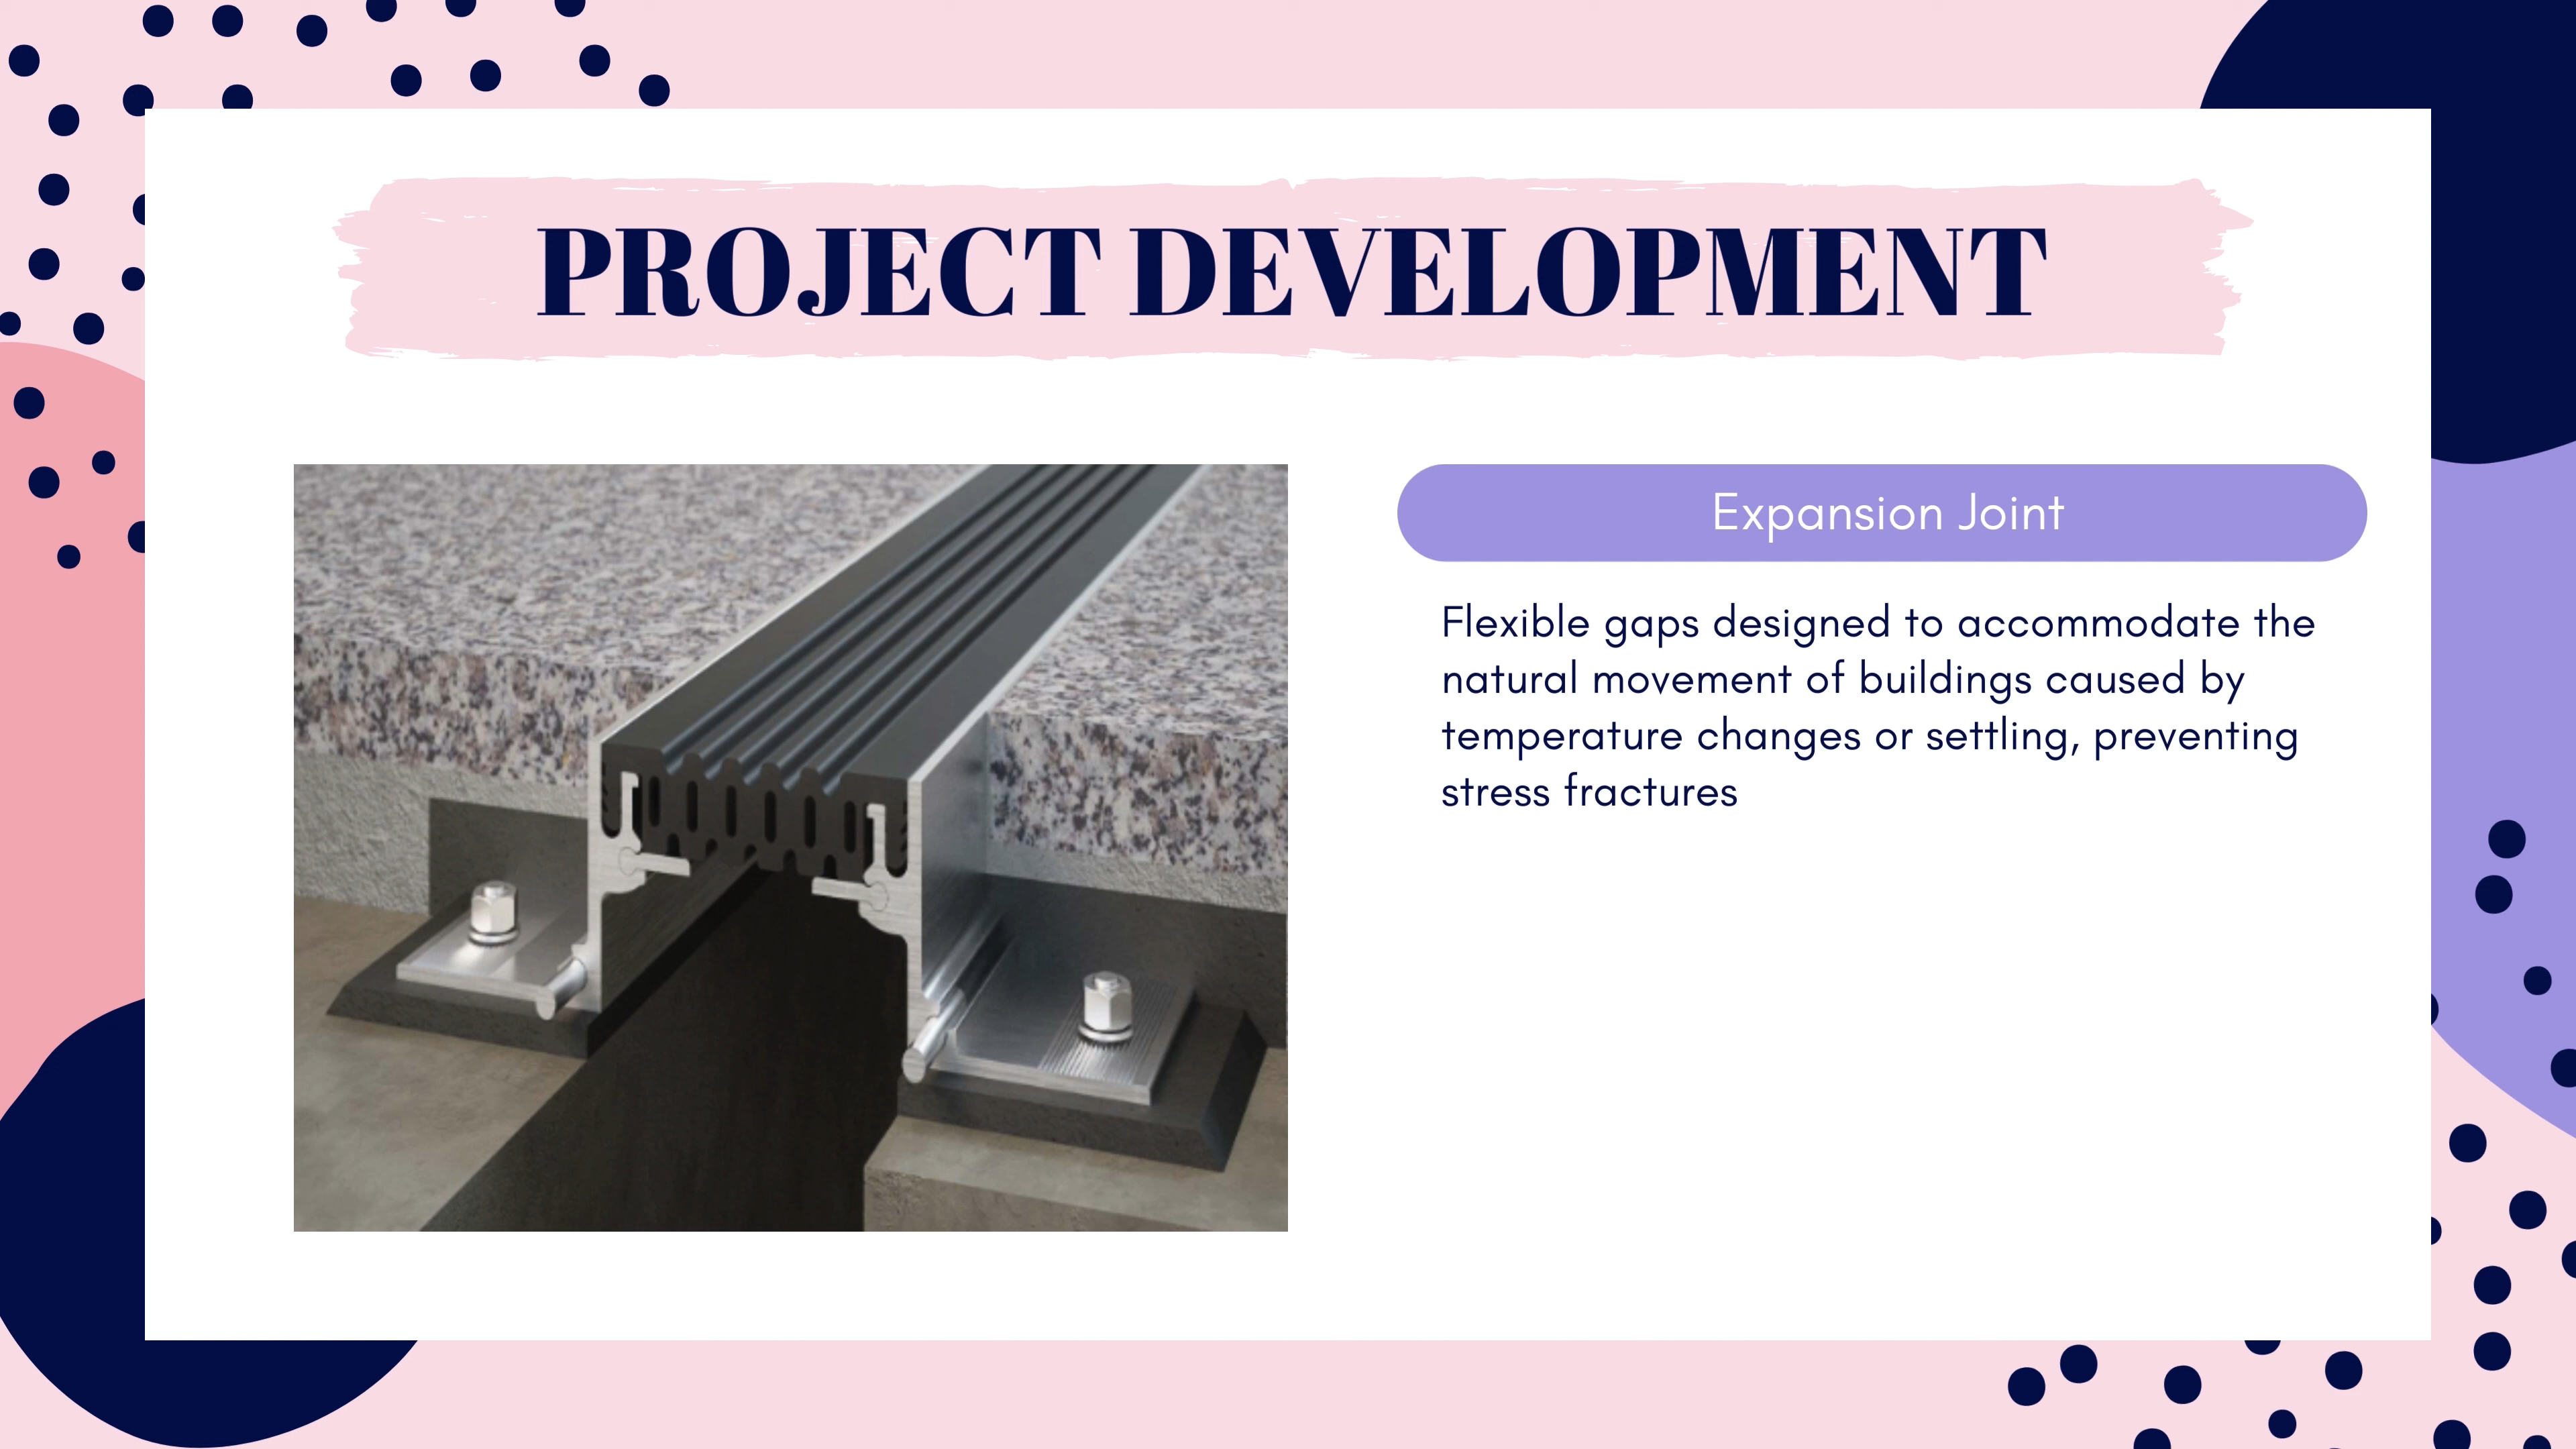 PROJECT DEVELOPMENT
Expansion Joint
Flexible gaps designed to accommodate the
natural movement of buildings caused by
temperature changes or settling, preventing
stress fractures